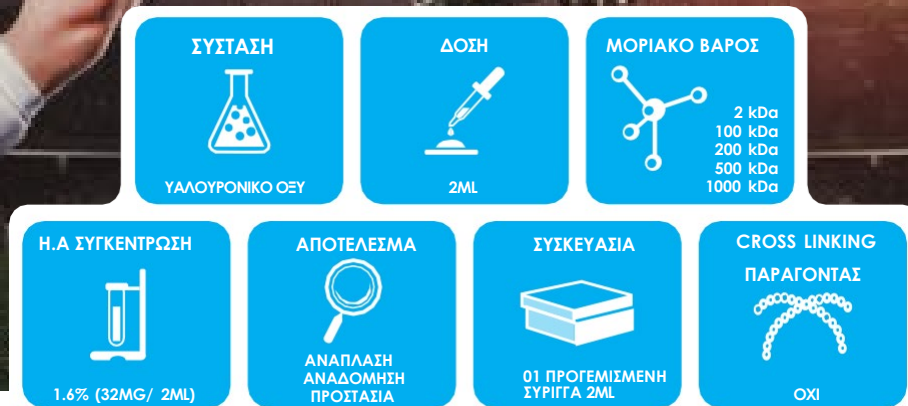 ΣΥΣΤΑΣΗ
ΥΑΛΟΥΡΟΝΙΚΟ ΟΞΥ
ΔΟΣΗ
2ML
ΜΟΡΙΑΚΟ ΒΑΡΟΣ
2 kDa
100 kDa
200 kDa
500 kDa
1000 kDa
Η.Α ΣΥΓΚΕΝΤΡΩΣΗ
1.6% (32MG/ 2ML)
ΑΠΟΤΕΛΕΣΜΑ
ΑΝΑΠΛΑΣΗ
ΑΝΑΔΟΜΗΣΗ
ΠΡΟΣΤΑΣΙΑ
ΣΥΣΚΕΥΑΣΙΑ
01 ΠΡΟΓΕΜΙΣΜΕΝΗ
ΣΥΡΙΓΓΑ 2ML
CROSS LINKING
ΠΑΡΑΓΟΝΤΑΣ
ΟΧΙ